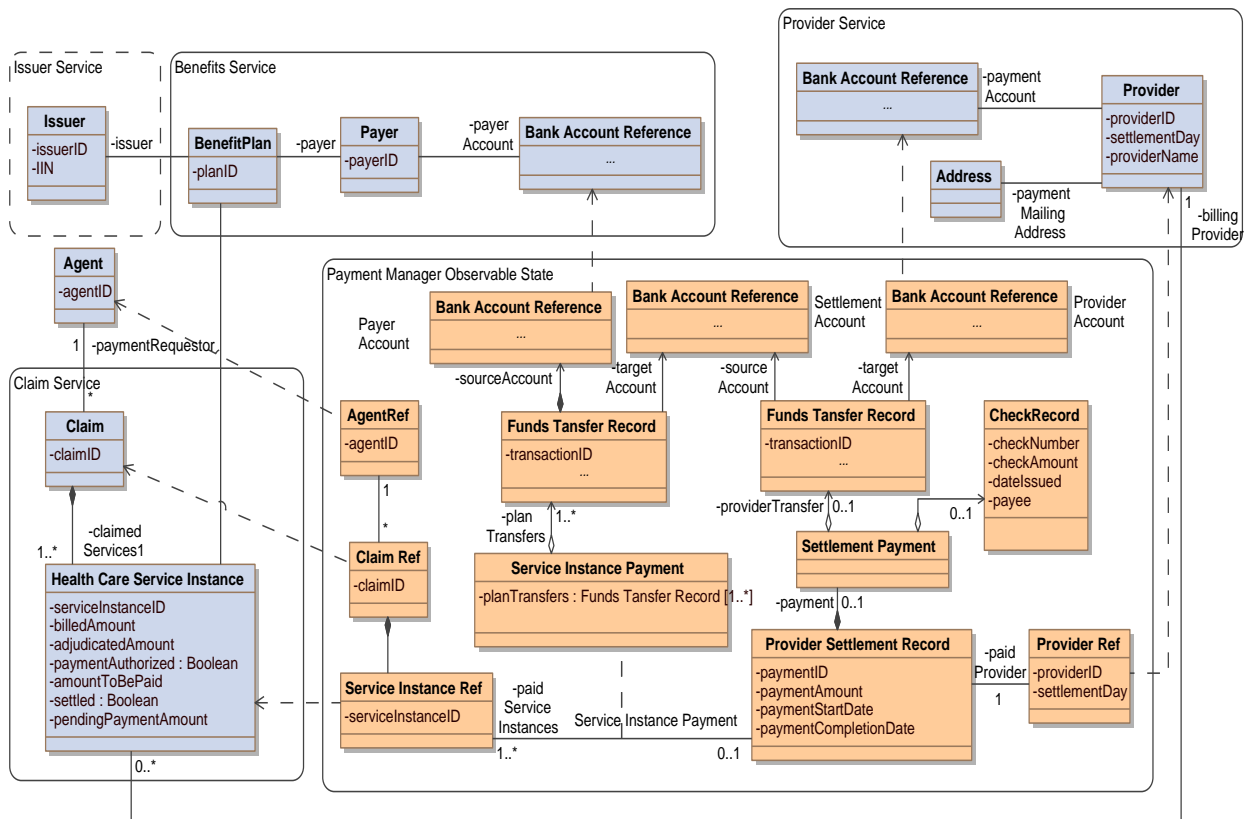 Provider Service
Issuer Service
Benefits Service
Bank Account Reference
...
-payment
Account
Provider
-providerID
-settlementDay
-providerName
Issuer
-issuerID
-IIN
-issuer
BenefitPlan
-planID
-payer
Payer
-payerID
-payer
Account
Bank Account Reference
...
Address
-payment
Mailing
Address
1
-billing
Provider
Agent
-agentID
1
-paymentRequestor
*
Payment Manager Observable State
Payer
Account
Bank Account Reference
...
Bank Account Reference
...
Settlement
Account
Bank Account Reference
...
Provider
Account
-sourceAccount
-target
Account
-source
Account
-target
Account
Claim Service
Claim
-claimID
-claimed
Services1
1..*
AgentRef
-agentID
1
*
Funds Tansfer Record
-transactionID
...
Funds Tansfer Record
-transactionID
...
CheckRecord
-checkNumber
-checkAmount
-dateIssued
-payee
-plan
Transfers
1..*
-providerTransfer
0..1
0..1
Claim Ref
-claimID
Service Instance Payment
-planTransfers : Funds Tansfer Record [1..*]
Settlement Payment
-payment
0..1
Health Care Service Instance
-serviceInstanceID
-billedAmount
-adjudicatedAmount
-paymentAuthorized : Boolean
-amountToBePaid
-settled : Boolean
-pendingPaymentAmount
0..*
Service Instance Ref
-serviceInstanceID
-paid
Service
Instances
1..*
Service Instance Payment
0..1
Provider Settlement Record
-paymentID
-paymentAmount
-paymentStartDate
-paymentCompletionDate
-paid
Provider
1
Provider Ref
-providerID
-settlementDay